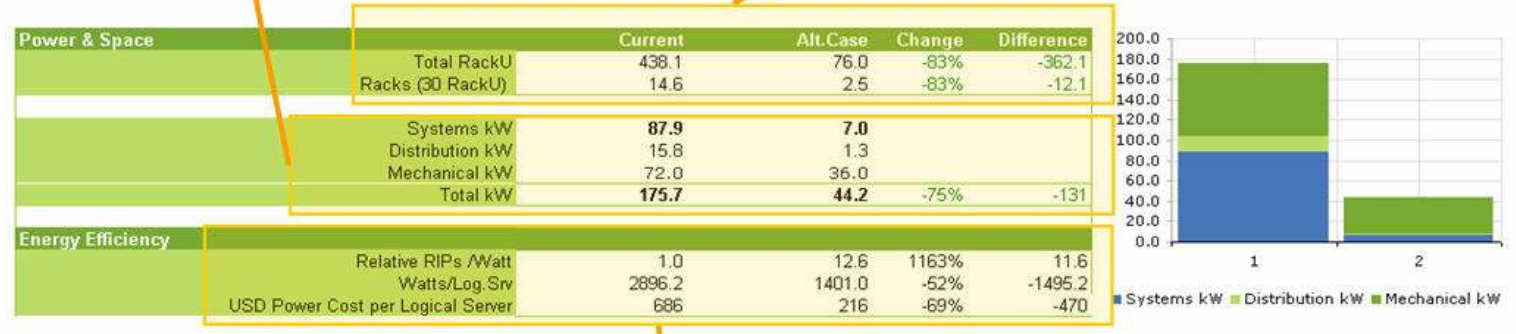 Power & Space Current Alt.Case Change Difference
Total RackU 438.1 76.0 -83% -362.1
Racks (30 RackU) 14.6 2.5 -83% -12.1
Systems kW 87.9 7.0
Distribution kW 15.8 1.3
Mechanical kW 72.0 36.0
Total kW 175.7 44.2 -75% -131
Energy Efficiency
Relative RIPs /Watt 1.0 12.6 1163% 11.6
Watts/Log.Srv 2896.2 1401.0 -52% -1495.2
USD Power Cost per Logical Server 686 216 -69% -470
200.0
180.0
160.0
140.0
120.0
100.0
80.0
60.0
40.0
20.0
0.0
1 2
Systems kW Distribution kW Mechanical kW